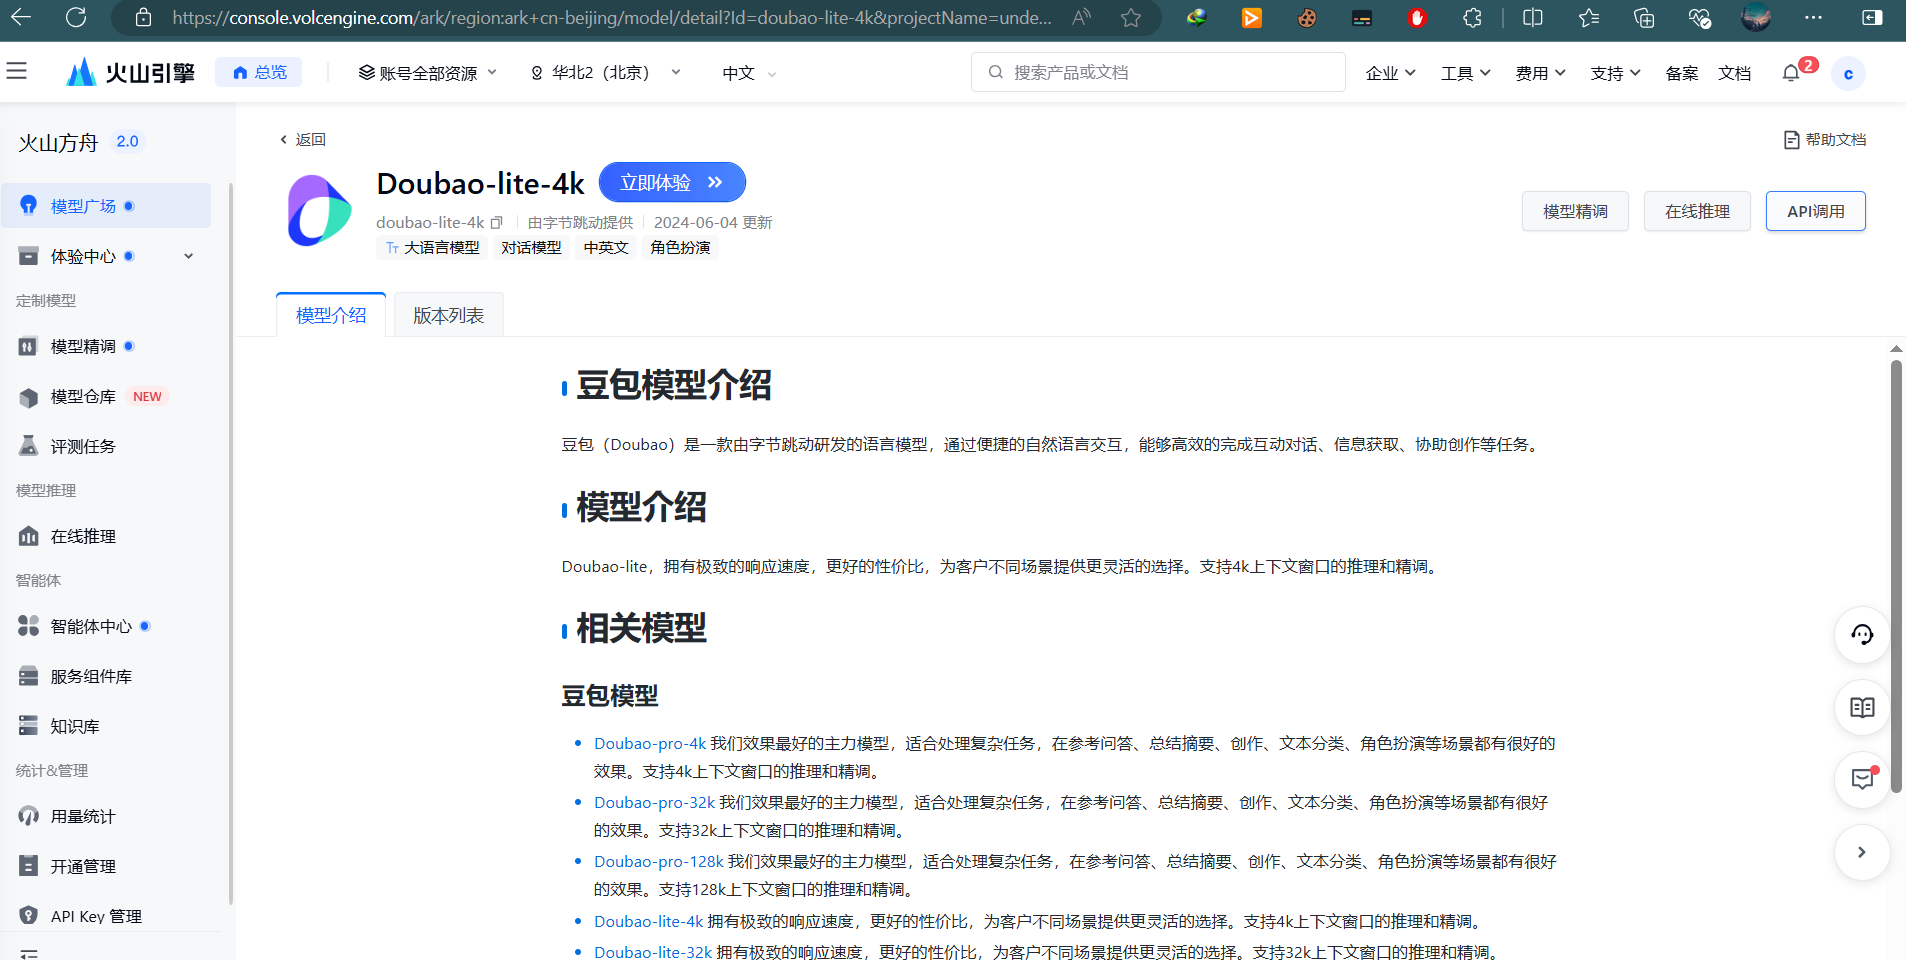 https://console.volcengine.com/ark/region:ark+cn-beijing/model/detail?Id=doubao-lite-4k&projectName=unde...
火山引擎
总览
账号全部资源
华北2（北京）
中文
搜索产品或文档
企业
工具
费用
支持
备案
文档
2
c
火山方舟 2.0
模型广场
体验中心
定制模型
模型精调
模型仓库 NEW
评测任务
模型推理
在线推理
智能体
智能体中心
服务组件库
知识库
统计&管理
用量统计
开通管理
API Key 管理
返回
帮助文档
Doubao-lite-4k 立即体验
doubao-lite-4k 由字节跳动提供 2024-06-04 更新
Tт 大语言模型 对话模型 中英文 角色扮演
模型精调 在线推理 API调用
模型介绍 版本列表
豆包模型介绍
豆包（Doubao）是一款由字节跳动研发的语言模型，通过便捷的自然语言交互，能够高效的完成互动对话、信息获取、协助创作等任务。
模型介绍
Doubao-lite，拥有极致的响应速度，更好的性价比，为客户不同场景提供更灵活的选择。支持4k上下文窗口的推理和精调。
相关模型
豆包模型
Doubao-pro-4k 我们效果最好的主力模型，适合处理复杂任务，在参考问答、总结摘要、创作、文本分类、角色扮演等场景都有很好的
效果。支持4k上下文窗口的推理和精调。
Doubao-pro-32k 我们效果最好的主力模型，适合处理复杂任务，在参考问答、总结摘要、创作、文本分类、角色扮演等场景都有很好
的效果。支持32k上下文窗口的推理和精调。
Doubao-pro-128k 我们效果最好的主力模型，适合处理复杂任务，在参考问答、总结摘要、创作、文本分类、角色扮演等场景都有很好
的效果。支持128k上下文窗口的推理和精调。
Doubao-lite-4k 拥有极致的响应速度，更好的性价比，为客户不同场景提供更灵活的选择。支持4k上下文窗口的推理和精调。
Doubao-lite-32k 拥有极致的响应速度，更好的性价比，为客户不同场景提供更灵活的选择。支持32k上下文窗口的推理和精调。